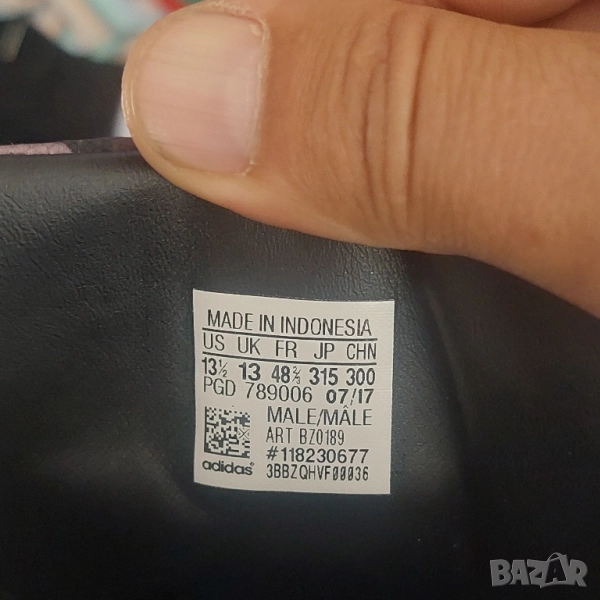 MADE IN INDONESIA
US UK FR JP CHN
13½ 13 48⅔ 315 300
PGD 789006 07/17
MALE/MÂLE
ART BZ0189
#118230677
adidas® 3BBZQHVF00036
BAZAR